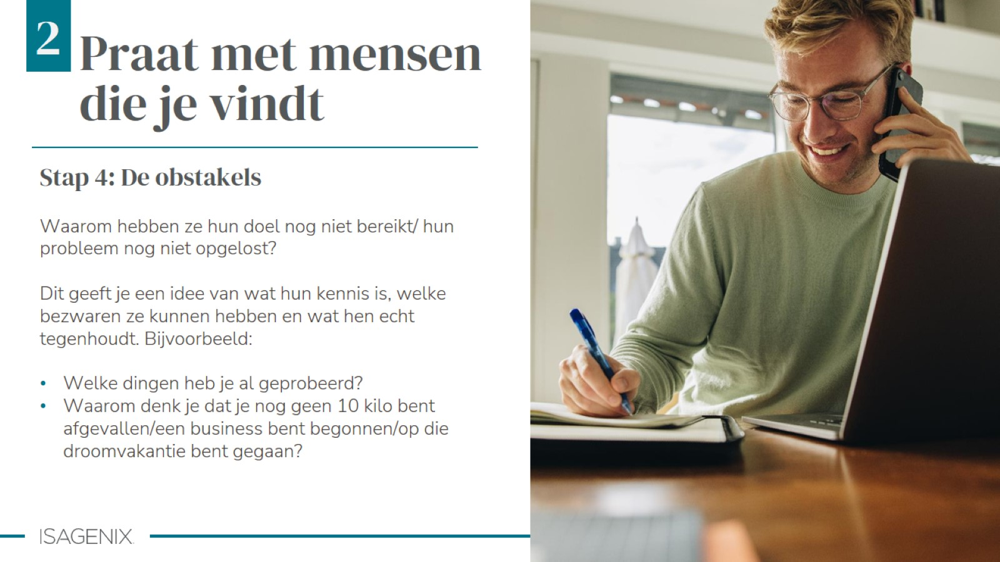 2
Praat met mensen
die je vindt
Stap 4: De obstakels
Waarom hebben ze hun doel nog niet bereikt/ hun
probleem nog niet opgelost?
Dit geeft je een idee van wat hun kennis is, welke
bezwaren ze kunnen hebben en wat hen echt
tegenhoudt. Bijvoorbeeld:
• Welke dingen heb je al geprobeerd?
• Waarom denk je dat je nog geen 10 kilo bent
afgevallen/een business bent begonnen/op die
droomvakantie bent gegaan?
ISAGENIX